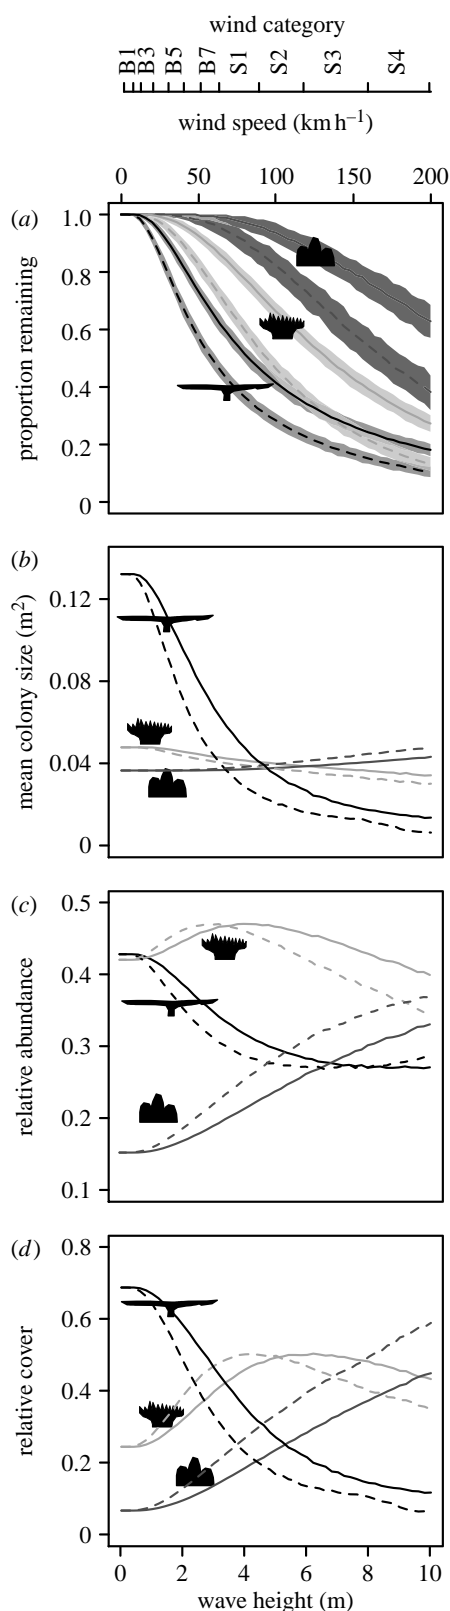 wind category
B1 B3 B5 B7 S1 S2 S3 S4
wind speed (km h–1)
0 50 100 150 200
(a)
1.0
0.8
0.6
0.4
0.2
0
proportion remaining
(b)
0.12
0.08
0.04
0
mean colony size (m2)
(c)
0.5
0.4
0.3
0.2
0.1
relative abundance
(d)
0.8
0.6
0.4
0.2
0
relative cover
0 2 4 6 8 10
wave height (m)